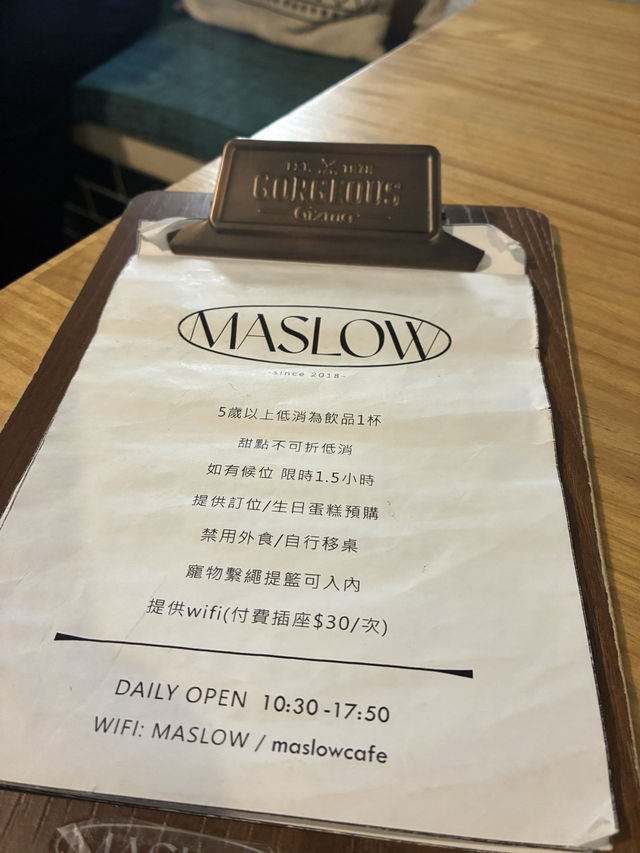 EST. 1978
GORGEOUS
Gizmo
MASLOW
-since 2018-
5歲以上低消為飲品1杯
甜點不可折低消
如有候位 限時1.5小時
提供訂位/生日蛋糕預購
禁用外食/自行移桌
寵物繫繩提籃可入內
提供wifi(付費插座$30/次)
DAILY OPEN 10:30-17:50
WIFI: MASLOW / maslowcafe